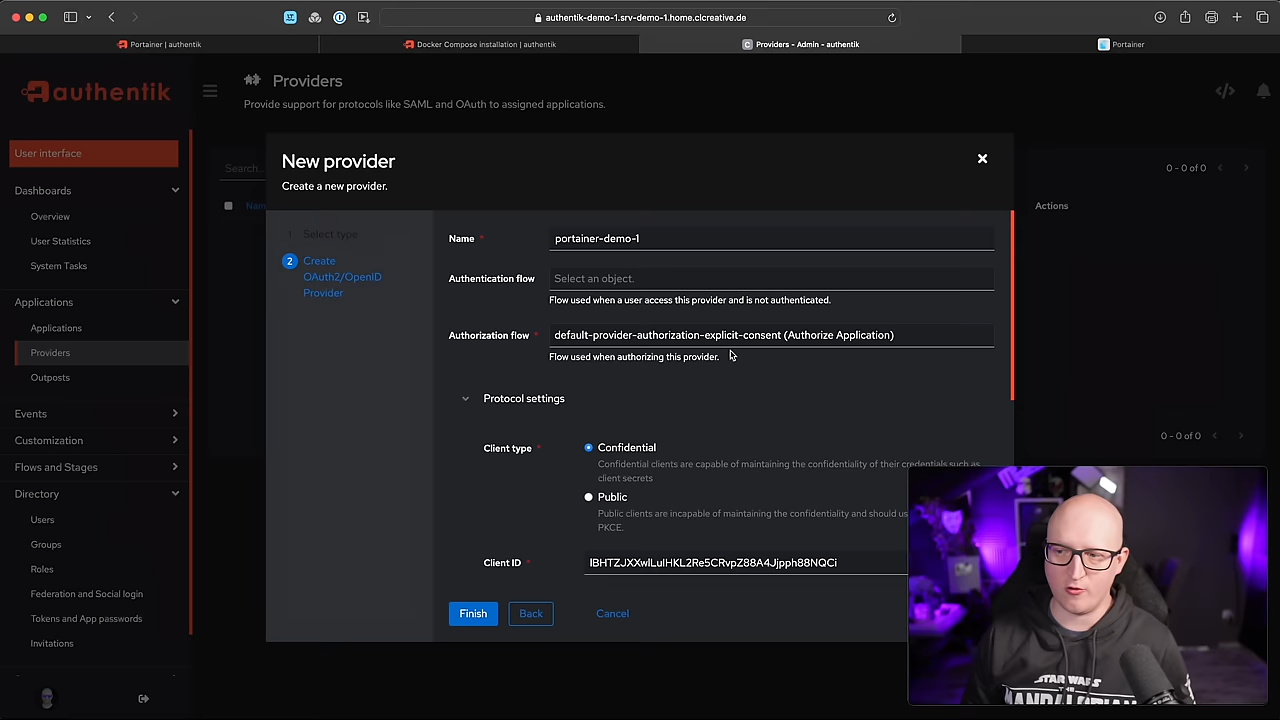 authentik-demo-1.srv-demo-1.home.clcreative.de
Portainer | authentik
Docker Compose installation | authentik
Providers - Admin - authentik
Portainer
authentik
Providers
Provide support for protocols like SAML and OAuth to assigned applications.
User interface
Dashboards
Overview
User Statistics
System Tasks
Applications
Applications
Providers
Outposts
Events
Customization
Flows and Stages
Directory
Users
Groups
Roles
Federation and Social login
Tokens and App passwords
Invitations
Search...
0 - 0 of 0
Nam
Actions
0 - 0 of 0
New provider
Create a new provider.
1 Select type
2 Create
OAuth2/OpenID
Provider
Name *
portainer-demo-1
Authentication flow
Select an object.
Flow used when a user access this provider and is not authenticated.
Authorization flow *
default-provider-authorization-explicit-consent (Authorize Application)
Flow used when authorizing this provider.
Protocol settings
Client type *
Confidential
Confidential clients are capable of maintaining the confidentiality of their credentials such as
client secrets
Public
Public clients are incapable of maintaining the confidentiality and should us
PKCE.
Client ID *
Finish
Back
Cancel
STAR WARS
THE
MANDALORIAN